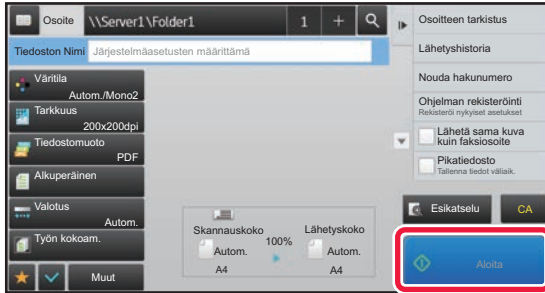 Osoite
\\Server1\Folder1
1
+
Tiedoston Nimi
Järjestelmäasetusten määrittämä
Väritila
Autom./Mono2
Tarkkuus
200x200dpi
Tiedostomuoto
PDF
Alkuperäinen
Valotus
Autom.
Työn kokoam.
Muut
Skannauskoko
Autom.
A4
100%
Lähetyskoko
Autom.
A4
Osoitteen tarkistus
Lähetyshistoria
Nouda hakunumero
Ohjelman rekisteröinti
Rekisteröi nykyiset asetukset
Lähetä sama kuva
kuin faksiosoite
Pikatiedosto
Tallenna tiedot väliaik.
Esikatselu
CA
Aloita